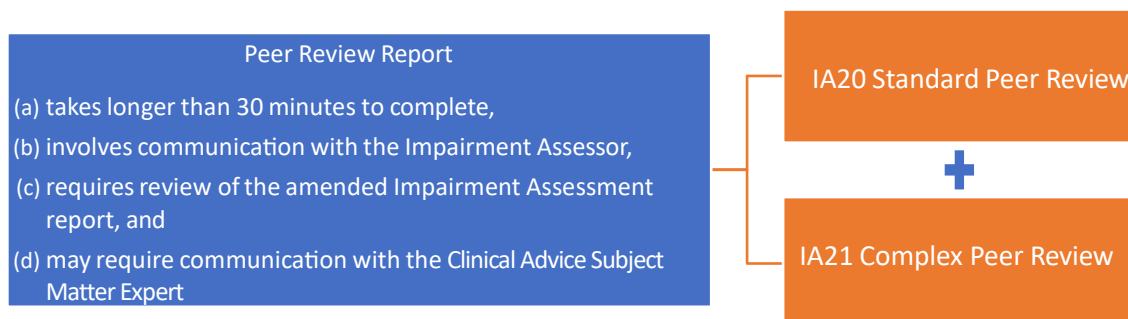 Peer Review Report
(a) takes longer than 30 minutes to complete,
(b) involves communication with the Impairment Assessor,
(c) requires review of the amended Impairment Assessment
report, and
(d) may require communication with the Clinical Advice Subject
Matter Expert
IA20 Standard Peer Review
IA21 Complex Peer Review